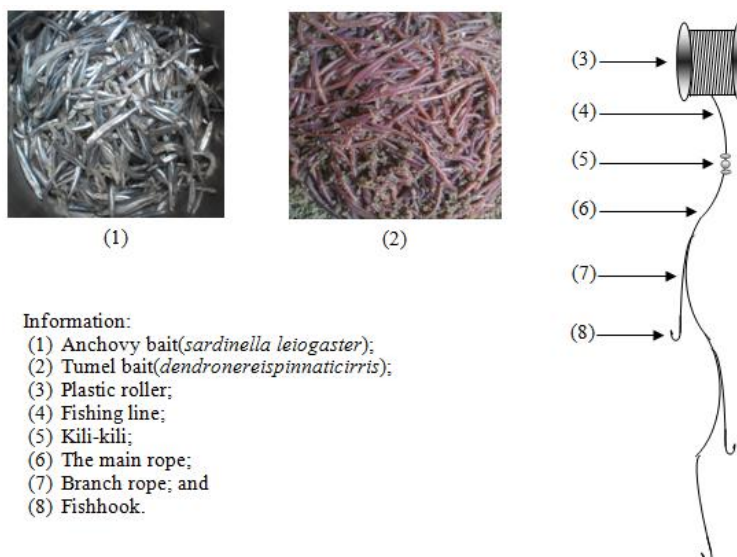 (1)
(2)
(3)
(4)
(5)
(6)
(7)
(8)
Information:
(1) Anchovy bait(sardinella leiogaster);
(2) Tumel bait(dendronereispinnaticirris);
(3) Plastic roller;
(4) Fishing line;
(5) Kili-kili;
(6) The main rope;
(7) Branch rope; and
(8) Fishhook.